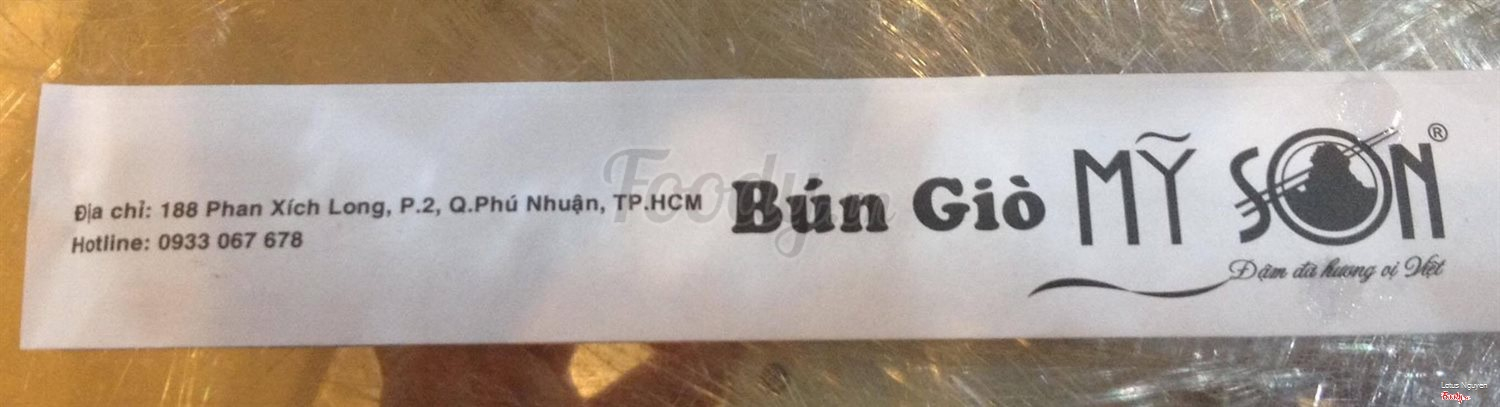 Địa chỉ: 188 Phan Xích Long, P.2, Q.Phú Nhuận, TP.HCM
Hotline: 0933 067 678
Bún Giò MỸ SƠN ®
Đậm đà hương vị Việt
Foody.vn
Lotus Nguyen
Foody.vn